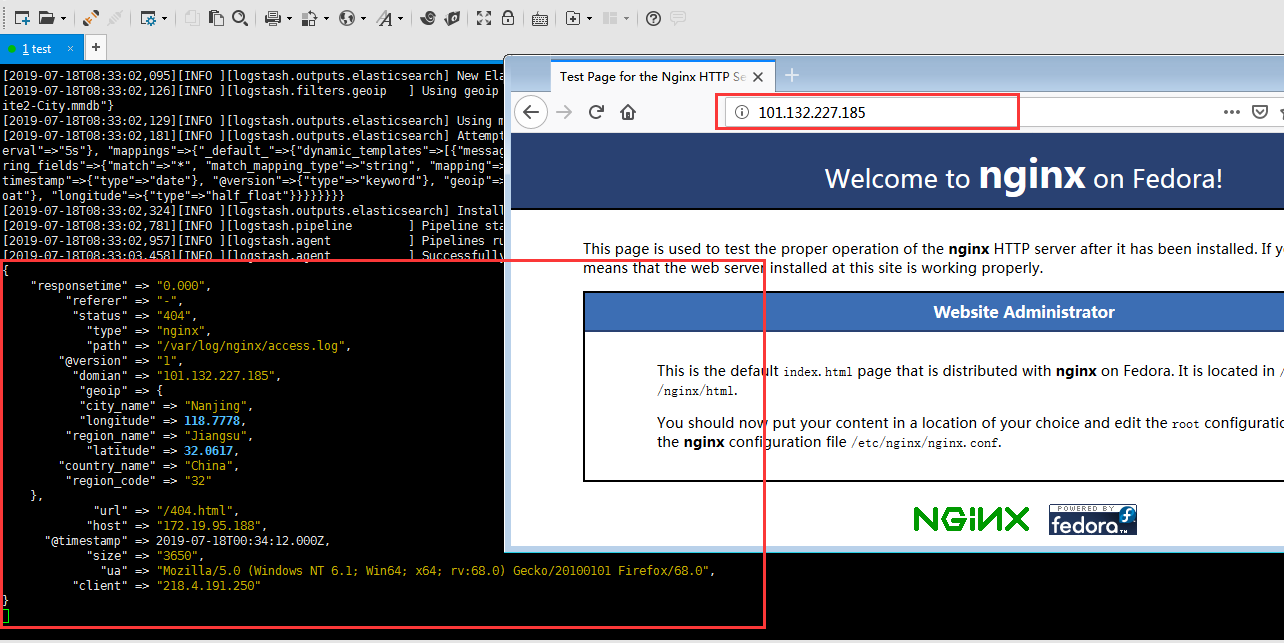 1 test
[2019-07-18T08:33:02,095][INFO ][logstash.outputs.elasticsearch] New Ela
[2019-07-18T08:33:02,126][INFO ][logstash.filters.geoip   ] Using geoip
ite2-City.mmdb"}
[2019-07-18T08:33:02,129][INFO ][logstash.outputs.elasticsearch] Using m
[2019-07-18T08:33:02,181][INFO ][logstash.outputs.elasticsearch] Attempt
erval"=>"5s"}, "mappings"=>{"_default_"=>{"dynamic_templates"=>[{"messag
ring_fields"=>{"match"=>"*", "match_mapping_type"=>"string", "mapping"=>
timestamp"=>{"type"=>"date"}, "@version"=>{"type"=>"keyword"}, "geoip"=>
oat"}, "longitude"=>{"type"=>"half_float"}}}}}}}}
[2019-07-18T08:33:02,324][INFO ][logstash.outputs.elasticsearch] Install
[2019-07-18T08:33:02,781][INFO ][logstash.pipeline        ] Pipeline sta
[2019-07-18T08:33:02,957][INFO ][logstash.agent           ] Pipelines ru
[2019-07-18T08:33:03,458][INFO ][logstash.agent           ] Successfully
{
"responsetime" => "0.000",
"referer" => "-",
"status" => "404",
"type" => "nginx",
"path" => "/var/log/nginx/access.log",
"@version" => "1",
"domian" => "101.132.227.185",
"geoip" => {
"city_name" => "Nanjing",
"longitude" => 118.7778,
"region_name" => "Jiangsu",
"latitude" => 32.0617,
"country_name" => "China",
"region_code" => "32"
},
"url" => "/404.html",
"host" => "172.19.95.188",
"@timestamp" => 2019-07-18T00:34:12.000Z,
"size" => "3650",
"ua" => "Mozilla/5.0 (Windows NT 6.1; Win64; x64; rv:68.0) Gecko/20100101 Firefox/68.0",
"client" => "218.4.191.250"
}
Test Page for the Nginx HTTP Se
101.132.227.185
Welcome to nginx on Fedora!
This page is used to test the proper operation of the nginx HTTP server after it has been installed. If y
means that the web server installed at this site is working properly.
Website Administrator
This is the default index.html page that is distributed with nginx on Fedora. It is located in /
/nginx/html.
You should now put your content in a location of your choice and edit the root configuratio
the nginx configuration file /etc/nginx/nginx.conf.
NGiNX
POWERED BY
fedora™